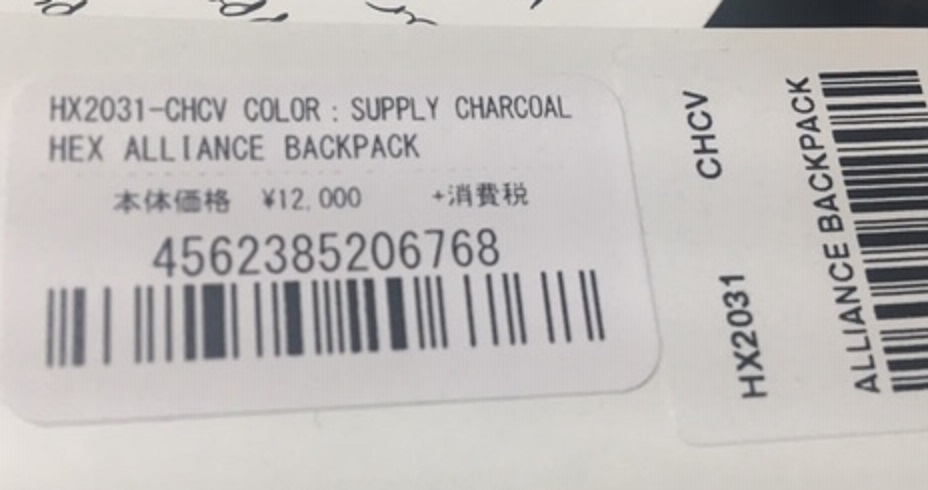 HX2031-CHCV COLOR : SUPPLY CHARCOAL
HEX ALLIANCE BACKPACK
本体価格 ¥12,000 +消費税
4562385206768
HX2031 CHCV
ALLIANCE BACKPACK